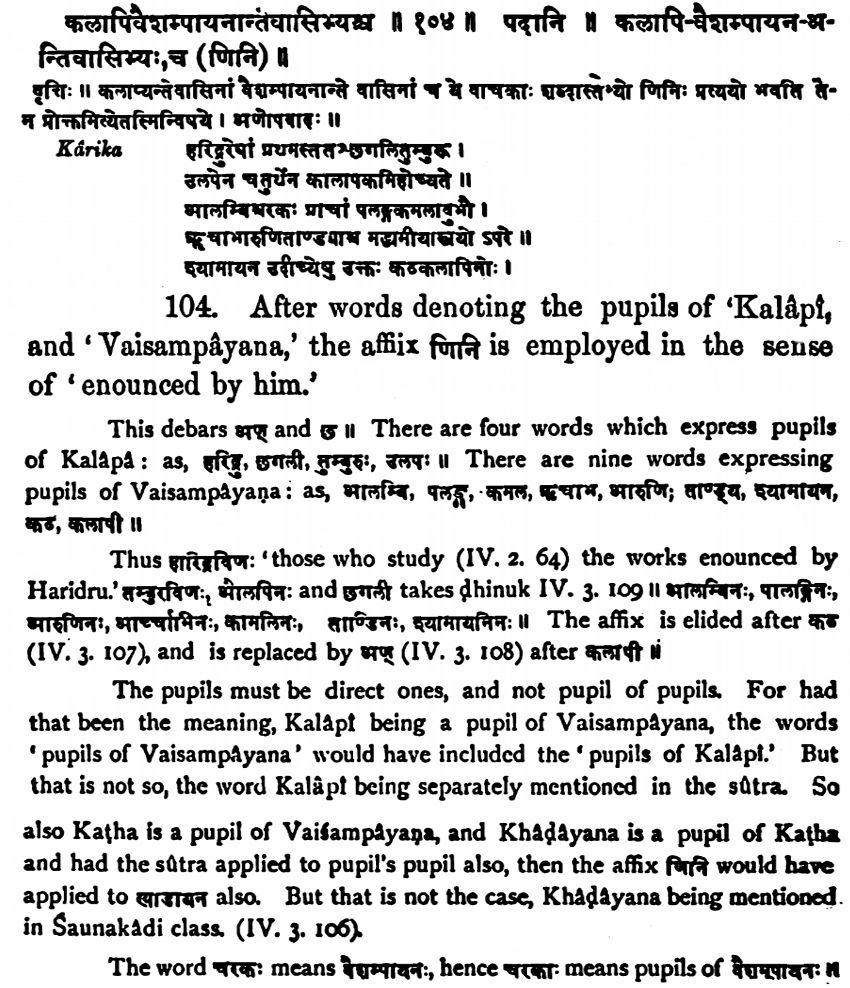 कलापिवैशम्पायनान्तेवासिभ्यश्च ॥ १०४ ॥ पदानि ॥ कलापि-वैशम्पायन-अ-
न्तिवासिभ्यः,च (णिनि) ॥
वृत्तिः ॥ कलाप्यन्तेवासिनां वैशम्पायनान्ते वासिनां च ये वाचकाः शब्दास्तेभ्यो णिनिः प्रत्ययो भवति ते-
न प्रोक्तमित्येतस्मिन्विषये । अणोपवादः ॥
Kârika हरिद्रुरेषां प्रथमस्ततश्छगलितुम्बुरू ।
उलपेन चतुर्थेन कालापकमिहोच्यते ॥
आलम्बिश्चरकः प्राचां पलङ्गकमलावुभौ ।
ऋचाभारुणिताण्ड्याश्च मद्ध्यमीयास्त्रयो ऽपरे ॥
श्यामायन उदीच्येषु उक्तः कठकलापिनोः ।
104. After words denoting the pupils of 'Kalâpî,
and 'Vaisampâyana,' the affiix णिनि is employed in the sense
of 'enounced by him.'
This debars अण् and छ ॥ There are four words which express pupils
of Kalâpâ : as, हरिद्रु, छगली, तुम्बुरुः, उलपः ॥ There are nine words expressing
pupils of Vaisampâyaṇa : as, आलम्बि, पलङ्ग, कमल, ऋचाभ, आरुणि; ताण्ड्य, श्यामायन,
कठ, कलापी ॥
Thus हारिद्रविणः 'those who study (IV. 2. 64) the works enounced by
Haridru.' तम्बुरविणः, औलपिनः and छगली takes ḍhinuk IV. 3. 109 ॥ आलम्बिनः, पालङ्गिनः,
आरुणिनः, आर्च्चाभिनः, कामलिनः, ताण्डिनः, श्यामायनिनः ॥ The affix is elided after कठ
(IV. 3. 107), and is replaced by अण् (IV. 3. 108) after कलापी ॥
The pupils must be direct ones, and not pupil of pupils. For had
that been the meaning, Kalâpî being a pupil of Vaisampâyana, the words
'pupils of Vaisampâyana' would have included the 'pupils of Kalâpî.' But
that is not so, the word Kalâpî being separately mentioned in the sûtra. So
also Kaṭha is a pupil of Vaiśampâyaṇa, and Khâḍâyana is a pupil of Kaṭha
and had the sûtra applied to pupil's pupil also, then the affix णिनि would have
applied to खाडायन also. But that is not the case, Khâḍâyana being mentioned
in Śaunakâdi class. (IV. 3. 106).
The word चरकः means वैशम्पायनः, hence चरकाः means pupils of वैशम्पायनः ॥